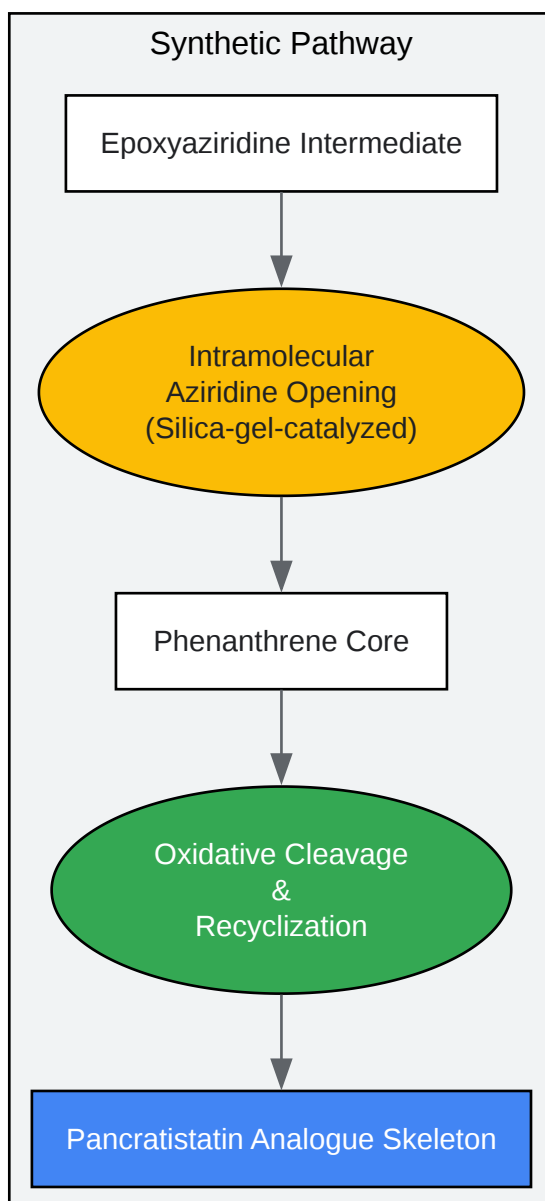 Synthetic Pathway
Epoxyaziridine Intermediate
Intramolecular
Aziridine Opening
(Silica-gel-catalyzed)
Phenanthrene Core
Oxidative Cleavage
&
Recyclization
Pancratistatin Analogue Skeleton